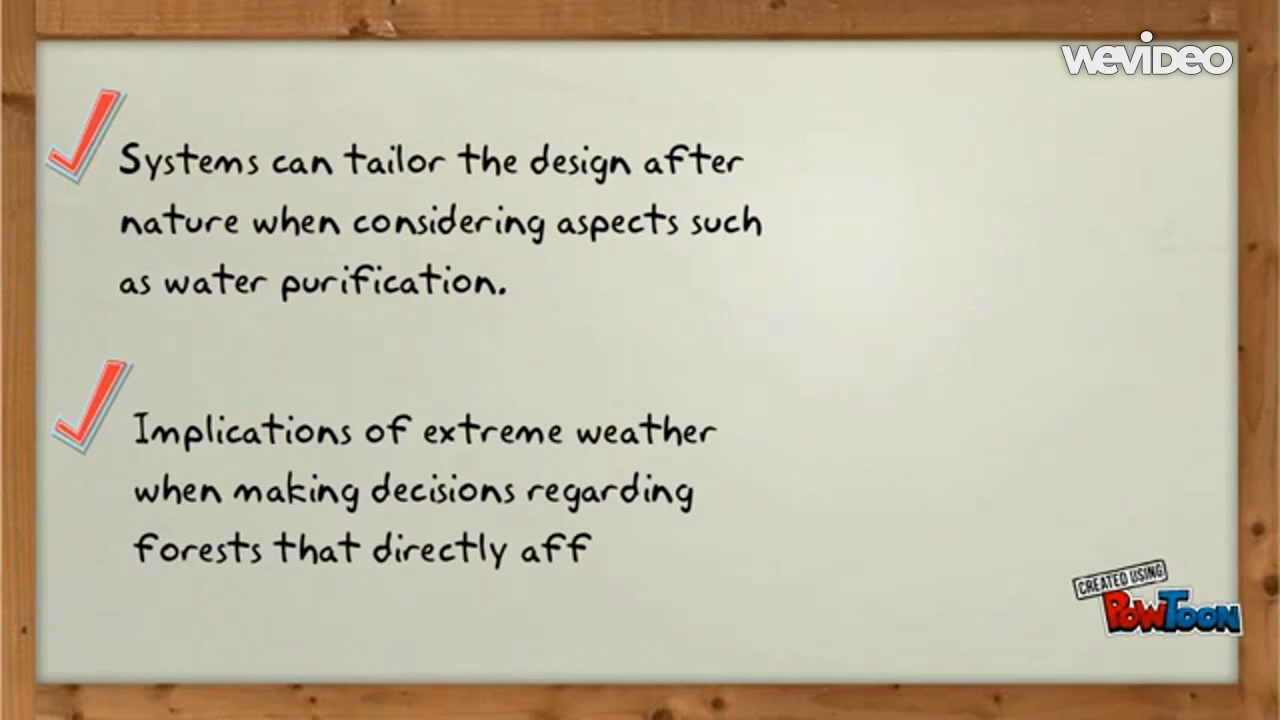 WEVIDEO
Systems can tailor the design after
nature when considering aspects such
as water purification.
Implications of extreme weather
when making decisions regarding
forests that directly aff
CREATED USING
POWTOON